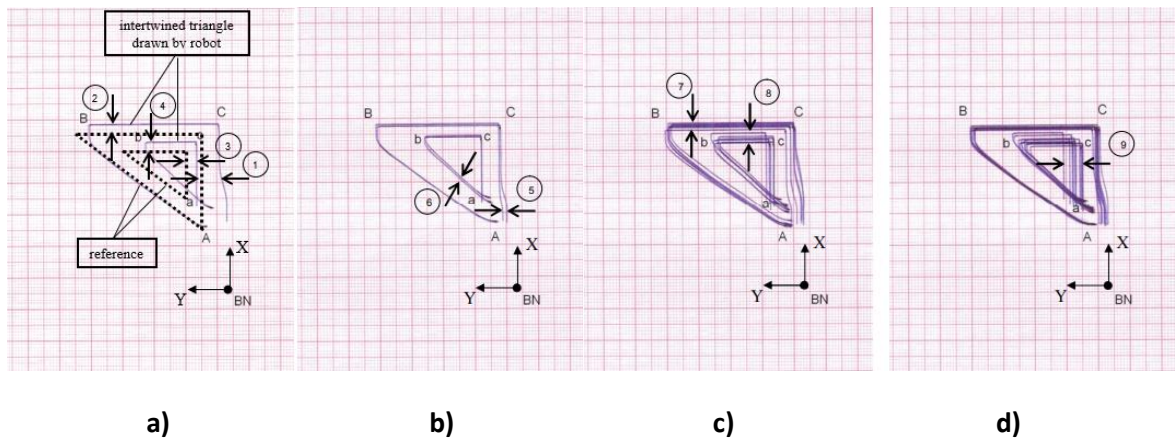 intertwined triangle
drawn by robot
2
4
B
C
b
c
3
1
a
A
reference
X
Y
BN
B
C
b
c
6
a
5
A
X
Y
BN
7
8
B
C
b
c
a
A
X
Y
BN
B
C
b
c
9
a
A
X
Y
BN
a)
b)
c)
d)